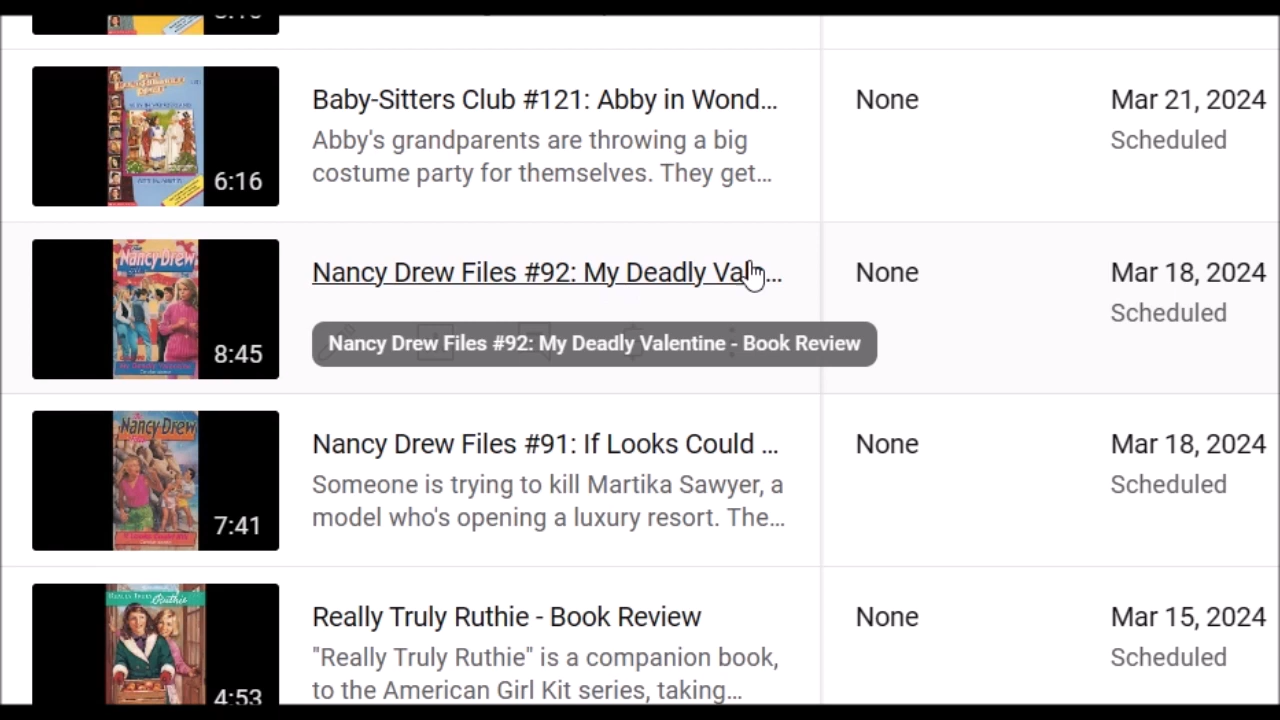 Baby-Sitters Club #121: Abby in Wond...
None
Mar 21, 2024
Abby's grandparents are throwing a big
Scheduled
costume party for themselves. They get...
6:16
Nancy Drew
Nancy Drew Files #92: My Deadly Val...
None
Mar 18, 2024
Scheduled
Nancy Drew Files #92: My Deadly Valentine - Book Review
8:45
Nancy Drew
Nancy Drew Files #91: If Looks Could ...
None
Mar 18, 2024
Someone is trying to kill Martika Sawyer, a
Scheduled
model who's opening a luxury resort. The...
7:41
Really Truly Ruthie - Book Review
None
Mar 15, 2024
"Really Truly Ruthie" is a companion book,
Scheduled
to the American Girl Kit series, taking...
4:53